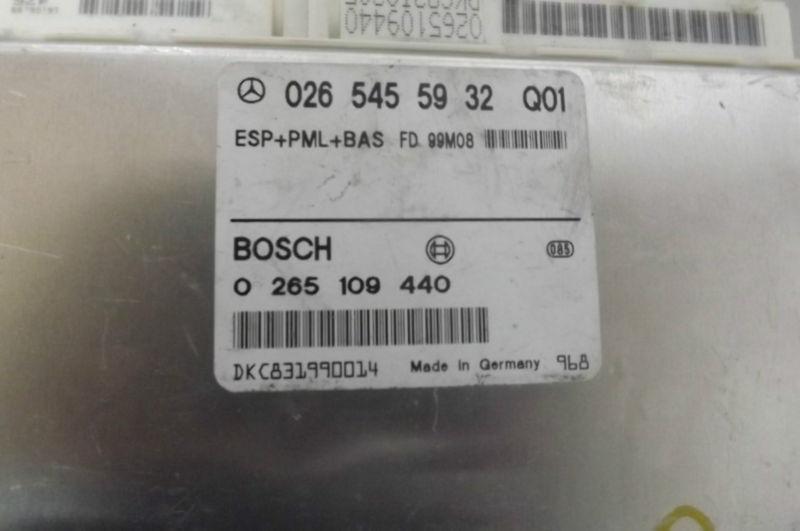 0265109440
026 545 59 32 Q01
ESP+PML+BAS FD 99M08
BOSCH
085
0 265 109 440
DKC831990014 Made in Germany 968